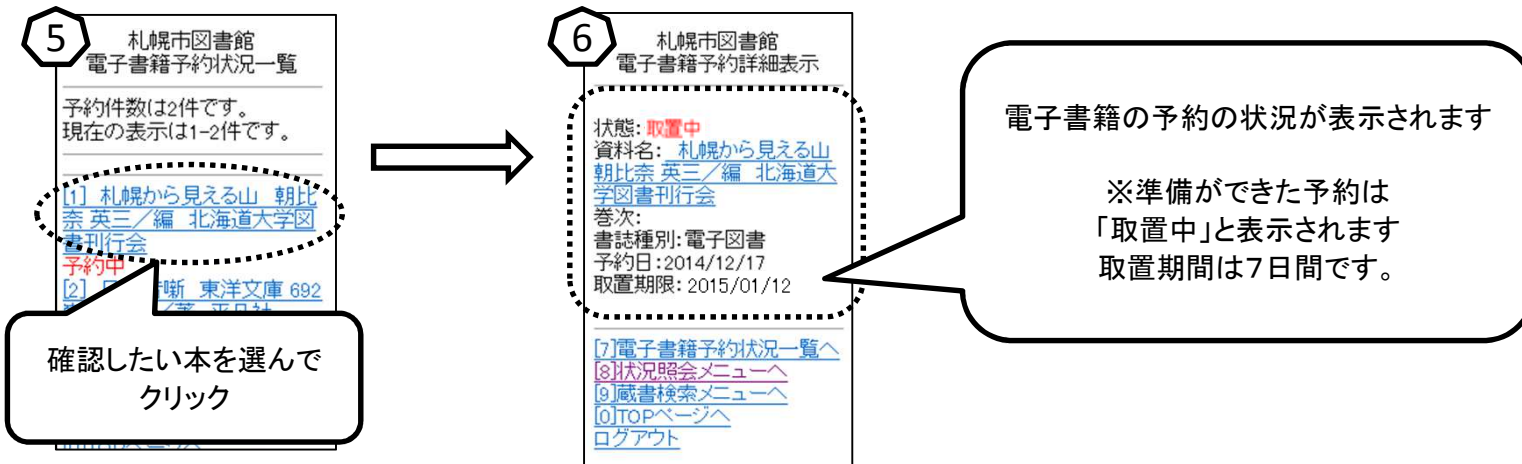 5
札幌市図書館
電子書籍予約状況一覧
予約件数は2件です。
現在の表示は1-2件です。
[1] 札幌から見える山 朝比
奈 英三／編 北海道大学図
書刊行会
予約中
[2] 噺 東洋文庫 692
平凡社
確認したい本を選んで
クリック
6
札幌市図書館
電子書籍予約詳細表示
状態: 取置中
資料名: 札幌から見える山
朝比奈 英三／編 北海道大
学図書刊行会
巻次:
書誌種別:電子図書
予約日:2014/12/17
取置期限: 2015/01/12
[7]電子書籍予約状況一覧へ
[8]状況照会メニューへ
[9]蔵書検索メニューへ
[0]TOPページへ
ログアウト
電子書籍の予約の状況が表示されます
※準備ができた予約は
「取置中」と表示されます
取置期間は7日間です。